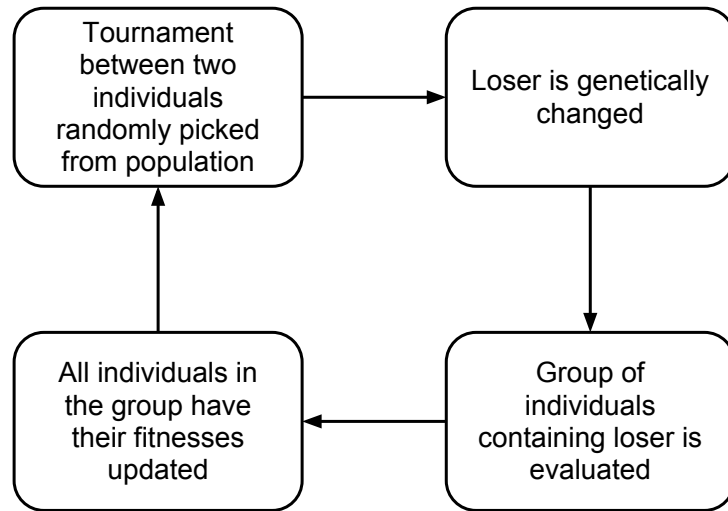 Tournament
between two
individuals
randomly picked
from population
Loser is genetically
changed
All individuals in
the group have
their fitnesses
updated
Group of
individuals
containing loser is
evaluated